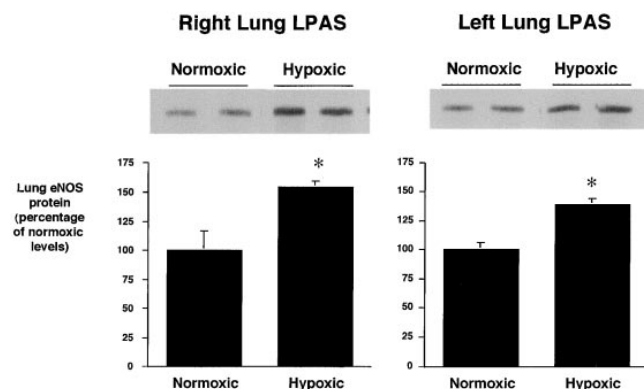 Right Lung LPAS
Left Lung LPAS
Normoxic Hypoxic
Normoxic Hypoxic
Lung eNOS
protein
(percentage
of normoxic
levels)
175
150
125
100
75
50
25
0
*
Normoxic Hypoxic
175
150
125
100
75
50
25
0
*
Normoxic Hypoxic